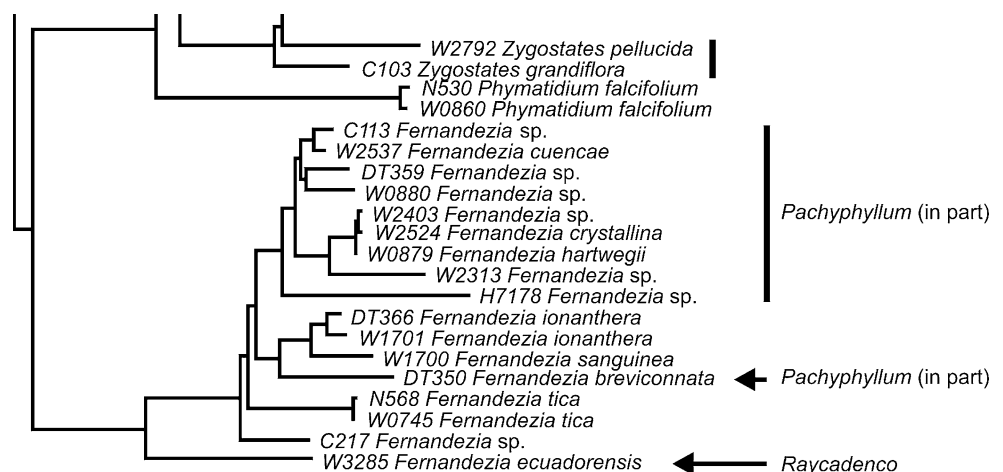 W2792 Zygostates pellucida
C103 Zygostates grandiflora
N530 Phymatidium falcifolium
W0860 Phymatidium falcifolium
C113 Fernandezia sp.
W2537 Fernandezia cuencae
DT359 Fernandezia sp.
W0880 Fernandezia sp.
W2403 Fernandezia sp.
Pachyphyllum (in part)
W2524 Fernandezia crystallina
W0879 Fernandezia hartwegii
W2313 Fernandezia sp.
H7178 Fernandezia sp.
DT366 Fernandezia ionanthera
W1701 Fernandezia ionanthera
W1700 Fernandezia sanguinea
DT350 Fernandezia breviconnata
Pachyphyllum (in part)
N568 Fernandezia tica
W0745 Fernandezia tica
C217 Fernandezia sp.
W3285 Fernandezia ecuadorensis
Raycadenco